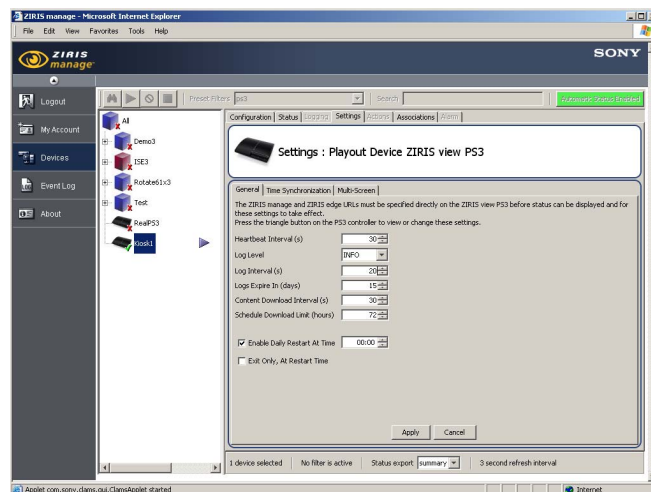 ZIRIS manage - Microsoft Internet Explorer
File Edit View Favorites Tools Help
ZIRIS manage
SONY
Logout
My Account
Devices
Event Log
About
Preset Filters ps3 Search Automatic Status Enabled
All
Demo3
ISE3
Rotate61x3
Test
RealPS3
Kiosk1
Configuration Status Logging Settings Actions Associations Alarm
Settings : Playout Device ZIRIS view PS3
General Time Synchronization Multi-Screen
The ZIRIS manage and ZIRIS edge URLs must be specified directly on the ZIRIS view PS3 before status can be displayed and for
these settings to take effect.
Press the triangle button on the PS3 controller to view or change these settings.
Heartbeat Interval (s) 30
Log Level INFO
Log Interval (s) 20
Logs Expire In (days) 15
Content Download Interval (s) 30
Schedule Download Limit (hours) 72
Enable Daily Restart At Time 00:00
Exit Only, At Restart Time
Apply Cancel
1 device selected No filter is active Status export summary 3 second refresh interval
Applet com.sony.clams.gui.ClamsApplet started Internet